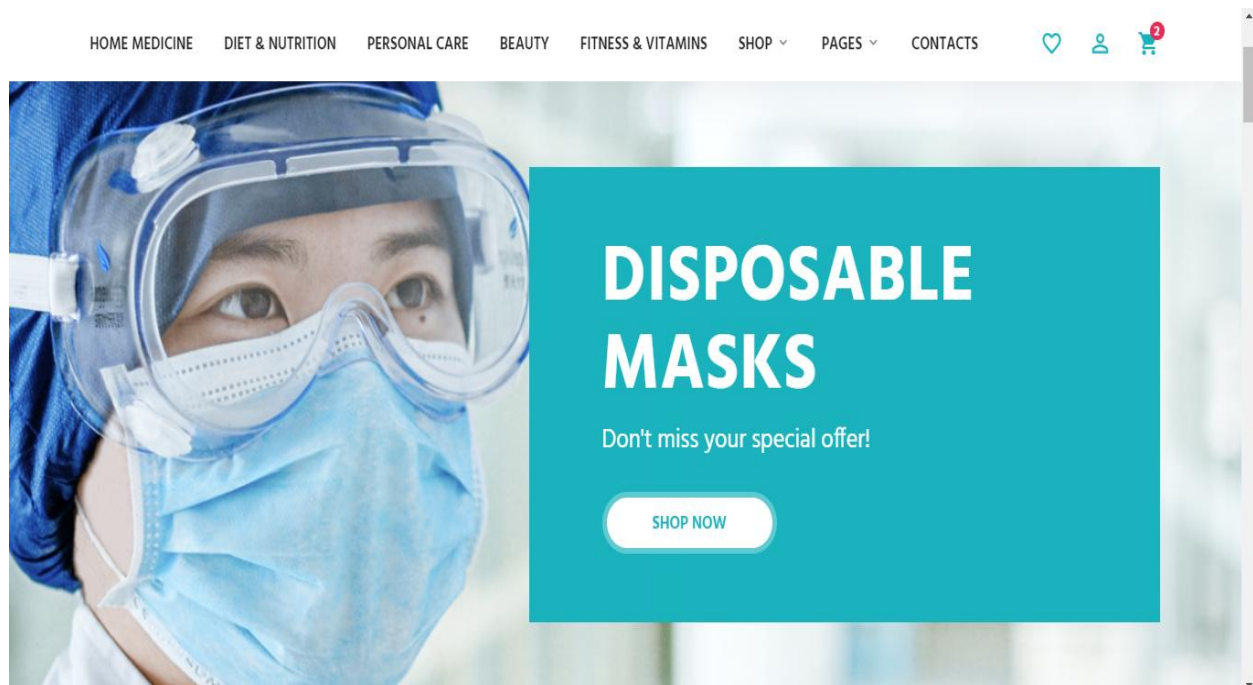 HOME MEDICINE DIET & NUTRITION PERSONAL CARE BEAUTY FITNESS & VITAMINS SHOP PAGES CONTACTS 2
DISPOSABLE
MASKS
Don't miss your special offer!
SHOP NOW